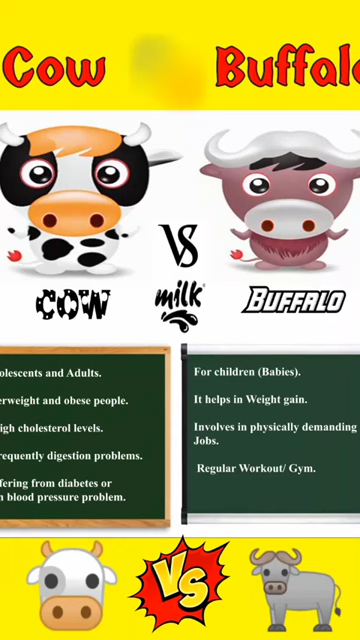 Cow
Buffalo
VS
COW
milk
BUFFALO
olescents and Adults.
erweight and obese people.
igh cholesterol levels.
requently digestion problems.
ffering from diabetes or
n blood pressure problem.
For children (Babies).
It helps in Weight gain.
Involves in physically demanding
Jobs.
Regular Workout/ Gym.
VS